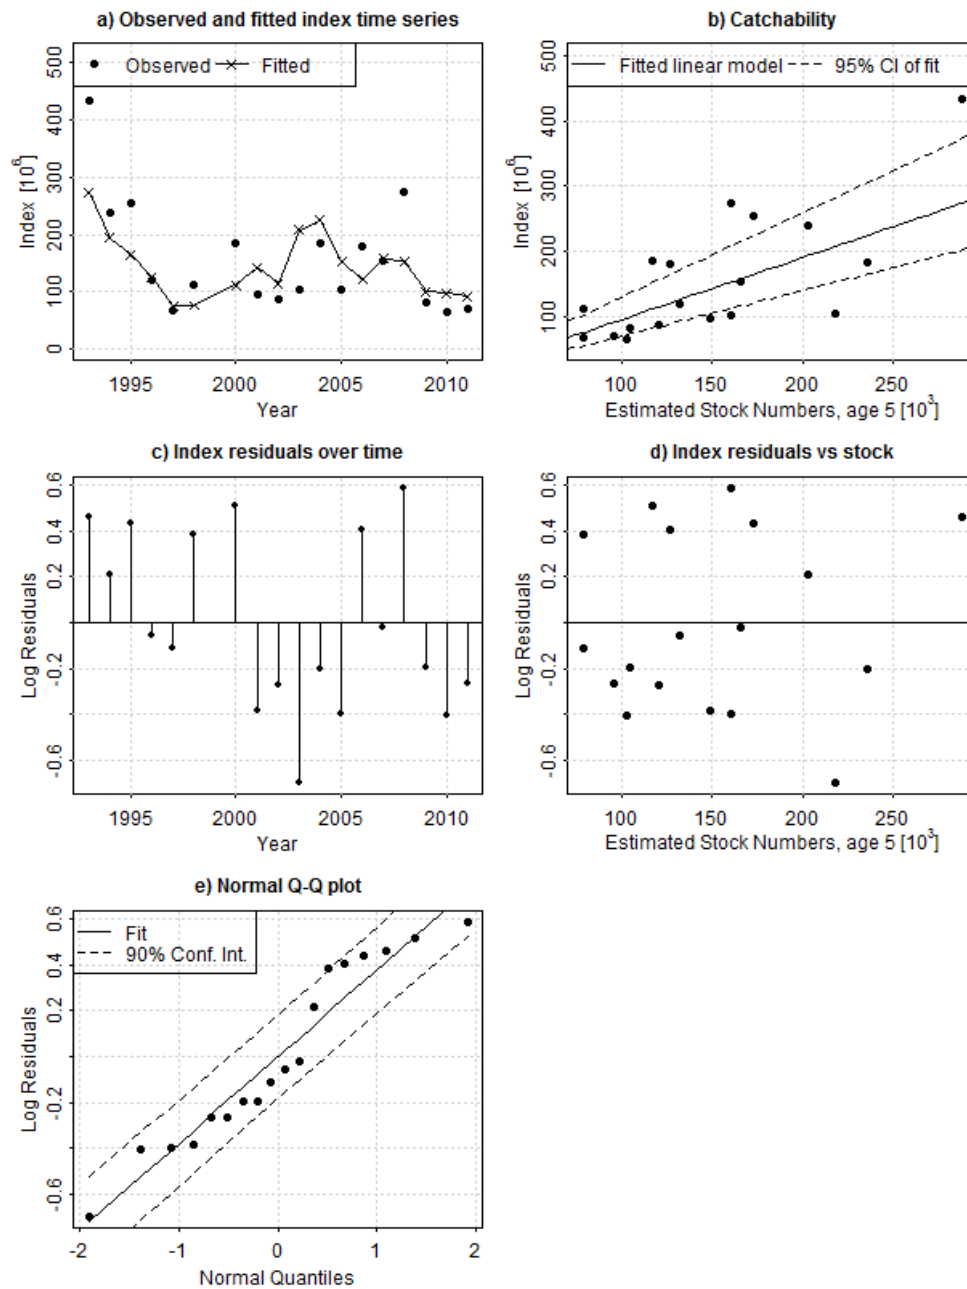 a) Observed and fitted index time series
Observed Fitted
Index [10^6]
0 100 200 300 400 500
1995 2000 2005 2010
Year
b) Catchability
Fitted linear model 95% CI of fit
Index [10^6]
100 200 300 400 500
100 150 200 250
Estimated Stock Numbers, age 5 [10^3]
c) Index residuals over time
Log Residuals
-0.6 -0.2 0.2 0.4 0.6
1995 2000 2005 2010
Year
d) Index residuals vs stock
Log Residuals
-0.6 -0.2 0.2 0.4 0.6
100 150 200 250
Estimated Stock Numbers, age 5 [10^3]
e) Normal Q-Q plot
Fit
90% Conf. Int.
Log Residuals
-0.6 -0.2 0.2 0.4 0.6
-2 -1 0 1 2
Normal Quantiles